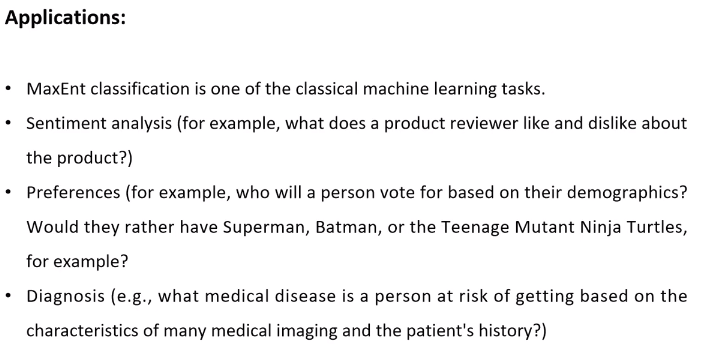 Applications:
• MaxEnt classification is one of the classical machine learning tasks.
• Sentiment analysis (for example, what does a product reviewer like and dislike about
the product?)
• Preferences (for example, who will a person vote for based on their demographics?
Would they rather have Superman, Batman, or the Teenage Mutant Ninja Turtles,
for example?
• Diagnosis (e.g., what medical disease is a person at risk of getting based on the
characteristics of many medical imaging and the patient's history?)